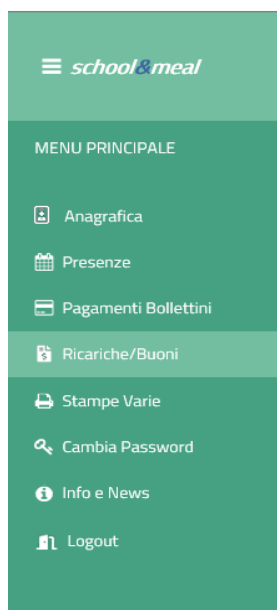 school&meal
MENU PRINCIPALE
Anagrafica
Presenze
Pagamenti Bollettini
Ricariche/Buoni
Stampe Varie
Cambia Password
Info e News
Logout